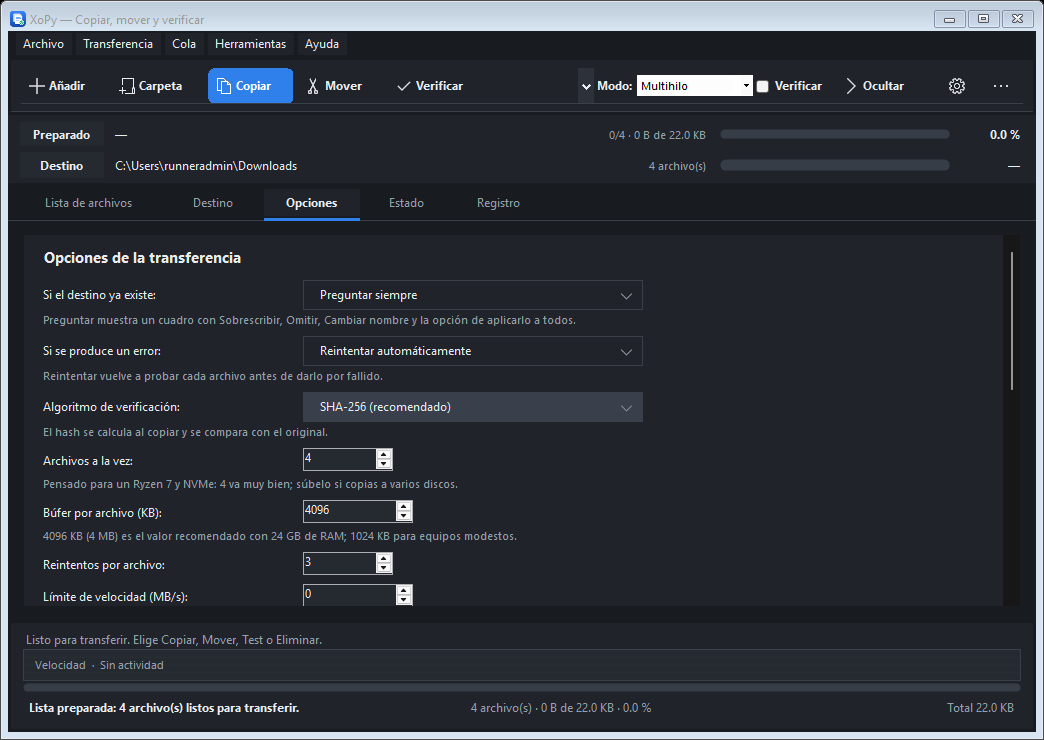 XoPy — Copiar, mover y verificar
Archivo Transferencia Cola Herramientas Ayuda
Añadir Carpeta Copiar Mover Verificar Modo: Multihilo Verificar Ocultar ...
Preparado — 0/4 · 0 B de 22.0 KB 0.0 %
Destino C:\Users\runneradmin\Downloads 4 archivo(s) —
Lista de archivos Destino Opciones Estado Registro
Opciones de la transferencia
Si el destino ya existe: Preguntar siempre
Preguntar muestra un cuadro con Sobrescribir, Omitir, Cambiar nombre y la opción de aplicarlo a todos.
Si se produce un error: Reintentar automáticamente
Reintentar vuelve a probar cada archivo antes de darlo por fallido.
Algoritmo de verificación: SHA-256 (recomendado)
El hash se calcula al copiar y se compara con el original.
Archivos a la vez: 4
Pensado para un Ryzen 7 y NVMe: 4 va muy bien; súbelo si copias a varios discos.
Búfer por archivo (KB): 4096
4096 KB (4 MB) es el valor recomendado con 24 GB de RAM; 1024 KB para equipos modestos.
Reintentos por archivo: 3
Límite de velocidad (MB/s): 0
Listo para transferir. Elige Copiar, Mover, Test o Eliminar.
Velocidad · Sin actividad
Lista preparada: 4 archivo(s) listos para transferir. 4 archivo(s) · 0 B de 22.0 KB · 0.0 % Total 22.0 KB